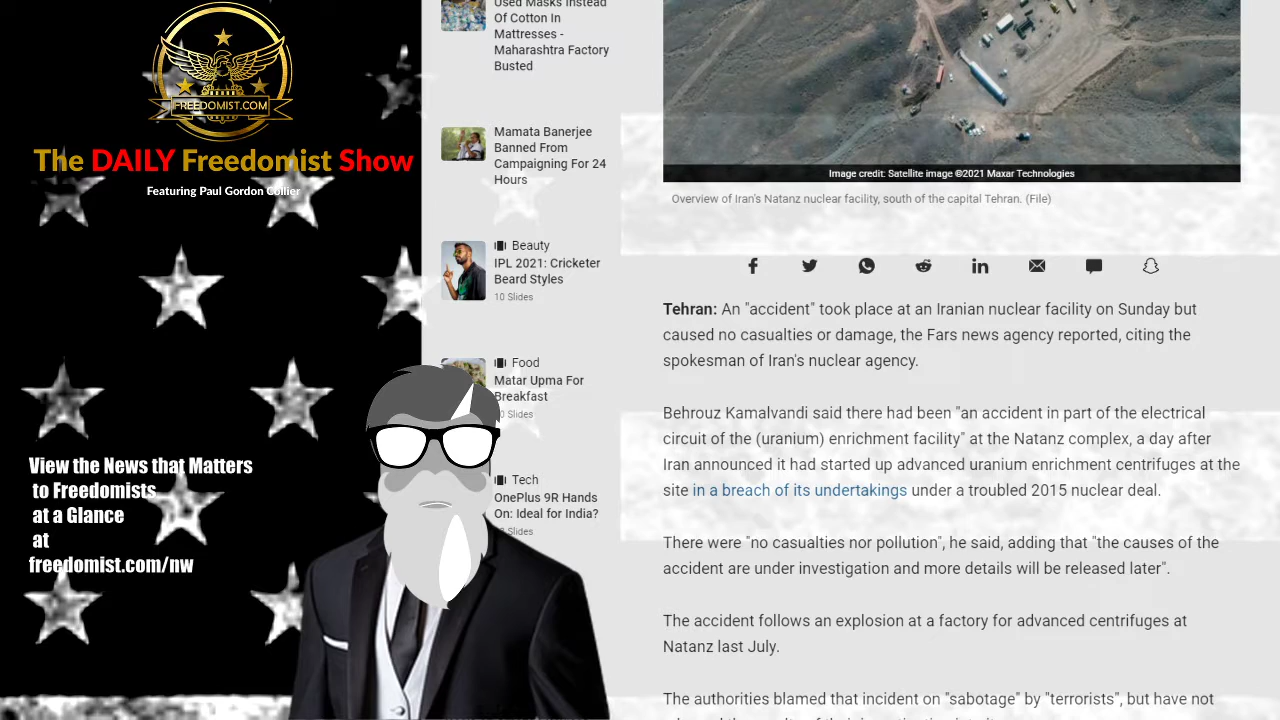 FREEDOMIST.COM
The DAILY Freedomist Show
Featuring Paul Gordon Collier
View the News that Matters
to Freedomists
at a Glance
at
freedomist.com/nw
Used Masks Instead
Of Cotton In
Mattresses -
Maharashtra Factory
Busted
Mamata Banerjee
Banned From
Campaigning For 24
Hours
Beauty
IPL 2021: Cricketer
Beard Styles
10 Slides
Food
Matar Upma For
Breakfast
Slides
Tech
OnePlus 9R Hands
On: Ideal for India?
Slides
Image credit: Satellite image ©2021 Maxar Technologies
Overview of Iran's Natanz nuclear facility, south of the capital Tehran. (File)
Tehran: An "accident" took place at an Iranian nuclear facility on Sunday but
caused no casualties or damage, the Fars news agency reported, citing the
spokesman of Iran's nuclear agency.
Behrouz Kamalvandi said there had been "an accident in part of the electrical
circuit of the (uranium) enrichment facility" at the Natanz complex, a day after
Iran announced it had started up advanced uranium enrichment centrifuges at the
site in a breach of its undertakings under a troubled 2015 nuclear deal.
There were "no casualties nor pollution", he said, adding that "the causes of the
accident are under investigation and more details will be released later".
The accident follows an explosion at a factory for advanced centrifuges at
Natanz last July.
The authorities blamed that incident on "sabotage" by "terrorists", but have not